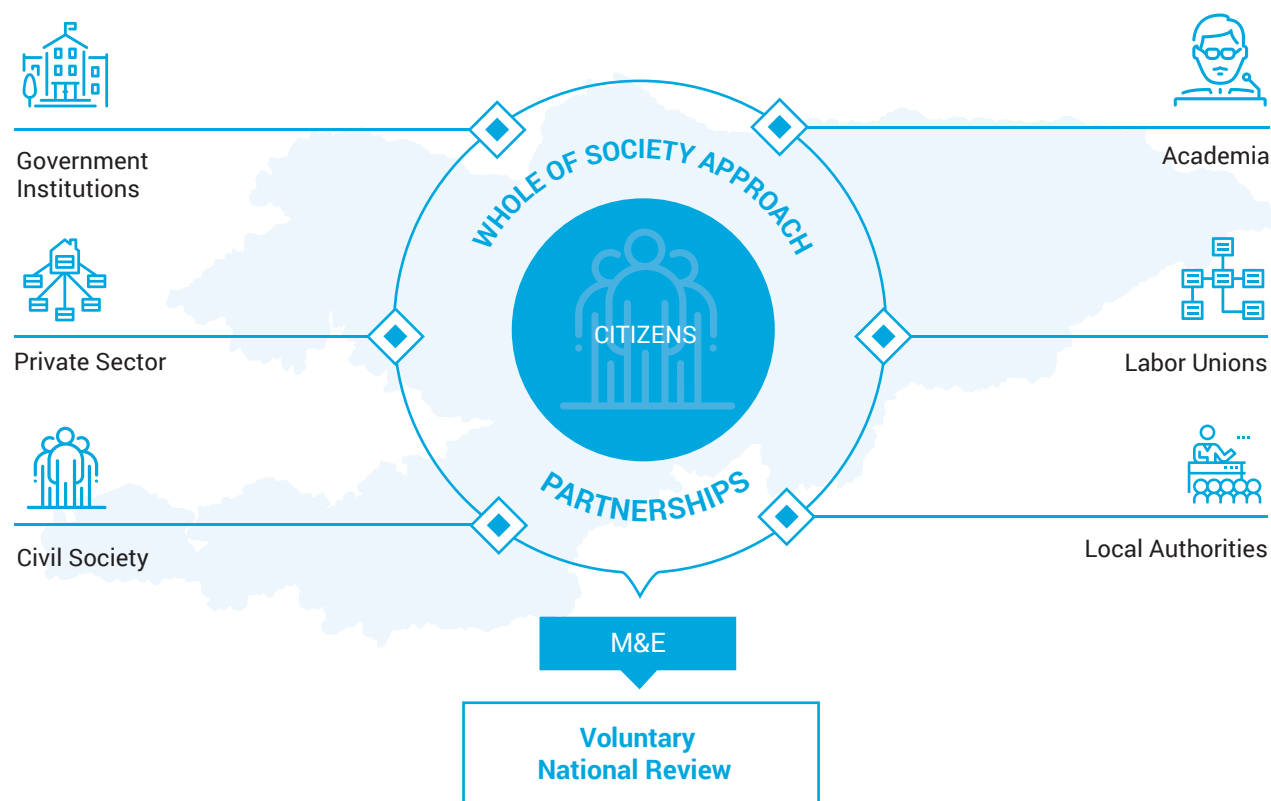 Government
Institutions
Private Sector
Civil Society
WHOLE OF SOCIETY APPROACH
CITIZENS
PARTNERSHIPS
Academia
Labor Unions
Local Authorities
M&E
Voluntary
National Review